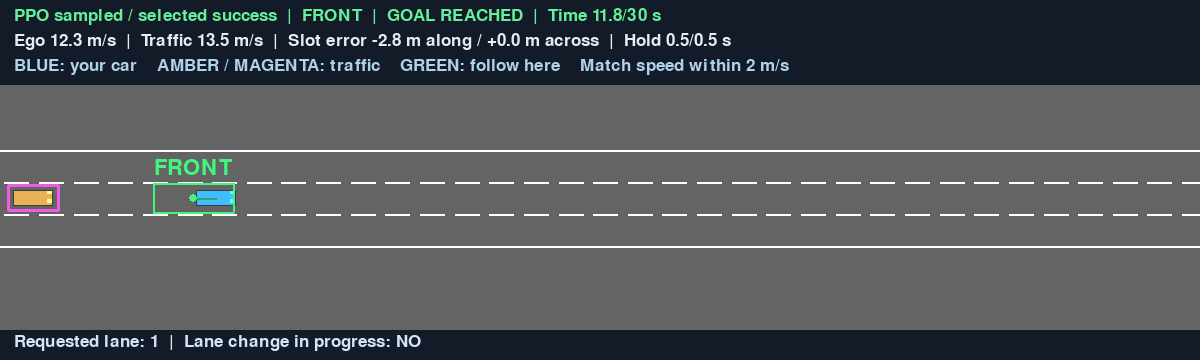 PPO sampled / selected success | FRONT | GOAL REACHED | Time 11.8/30 s
Ego 12.3 m/s | Traffic 13.5 m/s | Slot error -2.8 m along / +0.0 m across | Hold 0.5/0.5 s
BLUE: your car AMBER / MAGENTA: traffic GREEN: follow here Match speed within 2 m/s
FRONT
Requested lane: 1 | Lane change in progress: NO